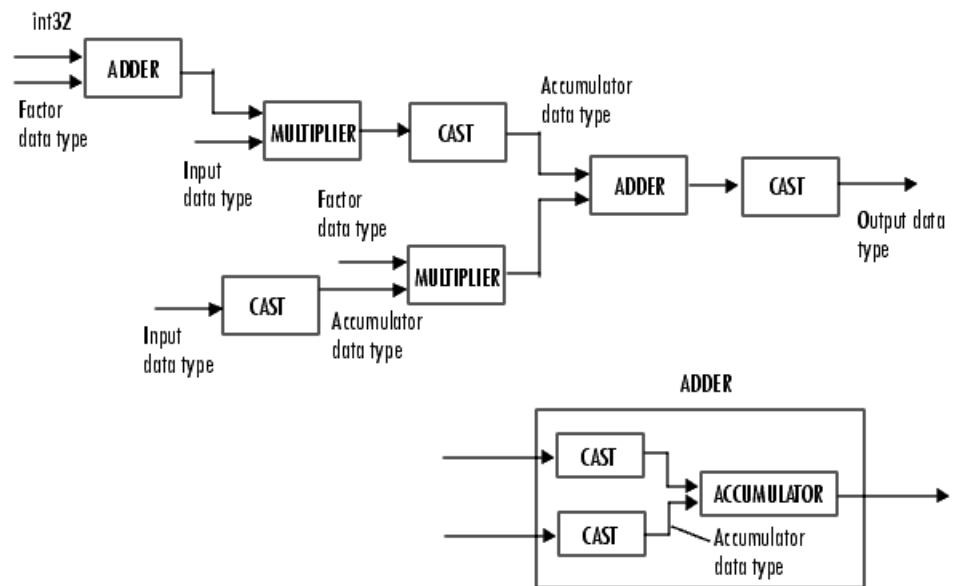 int32
ADDER
Factor
data type
MULTIPLIER
Input
data type
CAST
Accumulator
data type
ADDER
CAST
Output data
type
Factor
data type
MULTIPLIER
CAST
Input
data type
Accumulator
data type
ADDER
CAST
ACCUMULATOR
CAST
Accumulator
data type